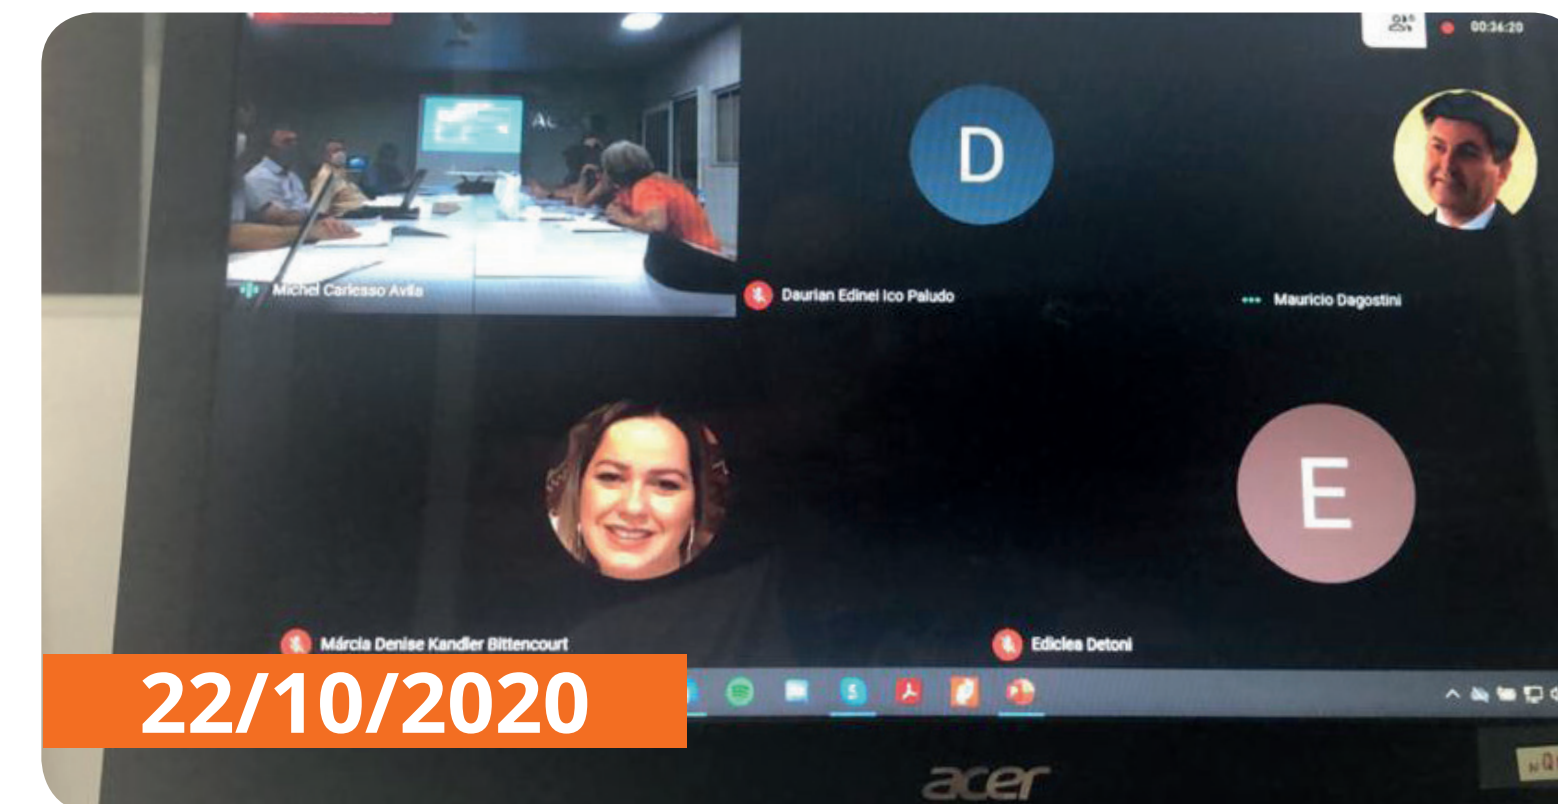 00:36:20
D
Michel Carlesso Avila
Daurian Edinei Ico Paludo
Mauricio Dagostini
E
Márcia Denise Kandler Bittencourt
Ediclea Detoni
22/10/2020
acer